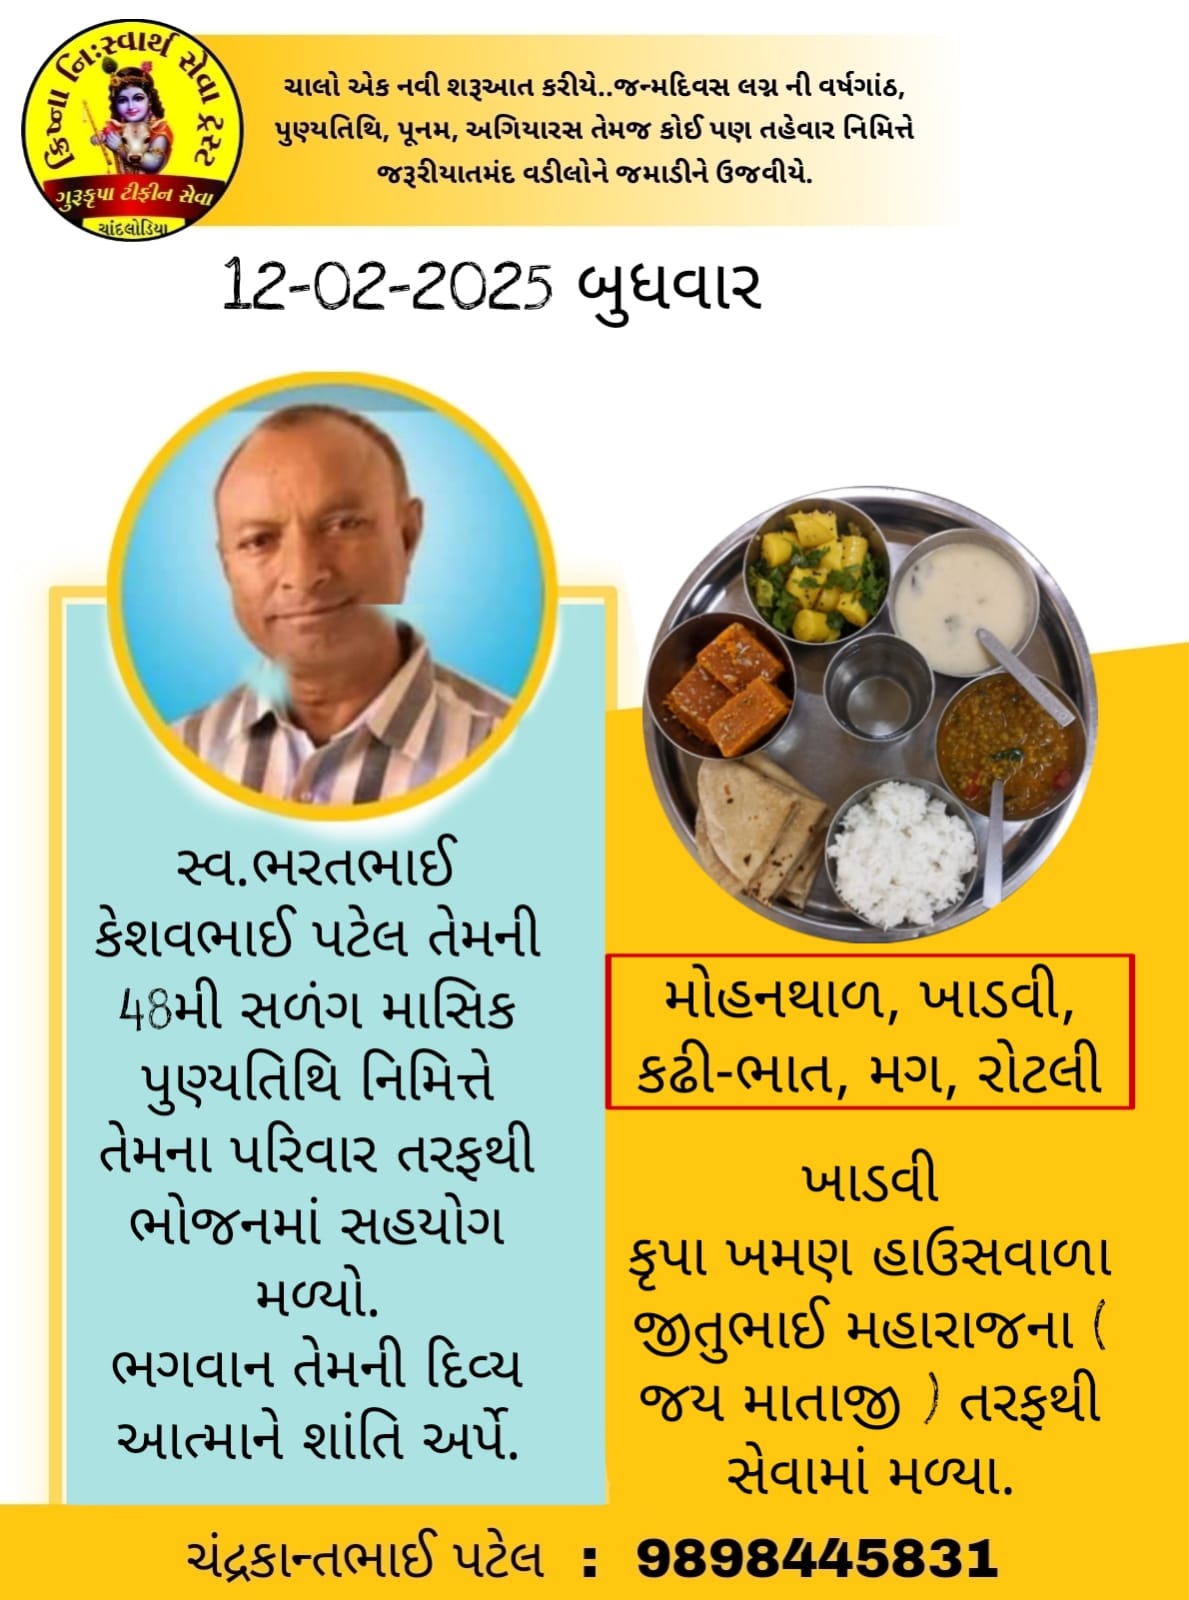 ક્રિષ્ના નિઃસ્વાર્થ સેવા ટ્રસ્ટ
ગુરૂકૃપા ટીફીન સેવા
ચાંદલોડિયા
ચાલો એક નવી શરૂઆત કરીયે..જન્મદિવસ લગ્ન ની વર્ષગાંઠ,
પુણ્યતિથિ, પૂનમ, અગિયારસ તેમજ કોઈ પણ તહેવાર નિમિત્તે
જરૂરીયાતમંદ વડીલોને જમાડીને ઉજવીયે.
12-02-2025 બુધવાર
સ્વ.ભરતભાઈ
કેશવભાઈ પટેલ તેમની
48મી સળંગ માસિક
પુણ્યતિથિ નિમિત્તે
તેમના પરિવાર તરફથી
ભોજનમાં સહયોગ
મળ્યો.
ભગવાન તેમની દિવ્ય
આત્માને શાંતિ અર્પે.
મોહનથાળ, ખાડવી,
કઢી-ભાત, મગ, રોટલી
ખાડવી
કૃપા ખમણ હાઉસવાળા
જીતુભાઈ મહારાજના (
જય માતાજી ) તરફથી
સેવામાં મળ્યા.
ચંદ્રકાન્તભાઈ પટેલ : 9898445831